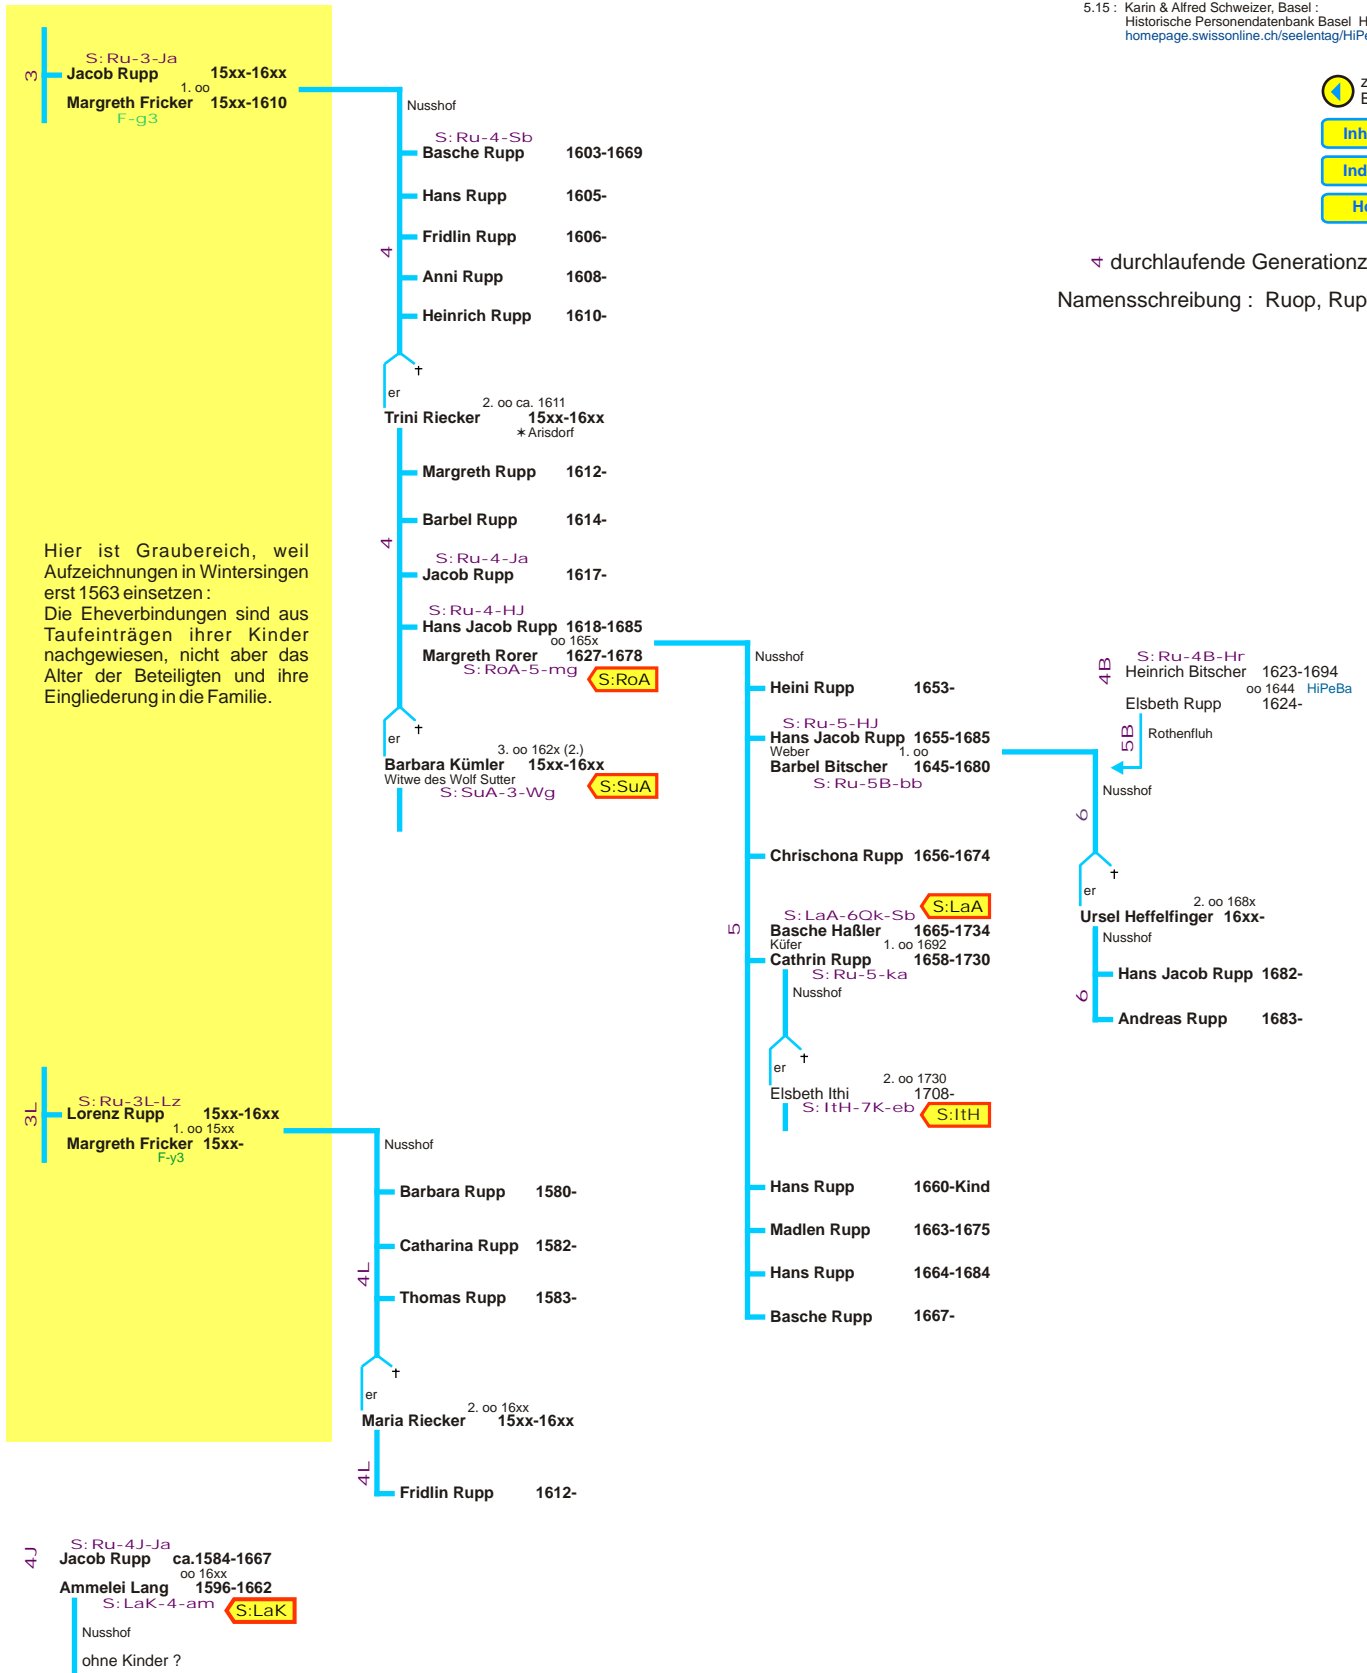 5.15 : Karin & Alfred Schweizer, Basel :
Historische Personendatenbank Basel H
homepage.swissonline.ch/seelentag/HiPe
z
E
Inh
Ind
Ho
4 durchlaufende Generationz
Namensschreibung : Ruop, Rup
3
S:Ru-3-Ja
Jacob Rupp 15xx-16xx
1. oo
Margreth Fricker 15xx-1610
F-g3
Nusshof
4
S:Ru-4-Sb
Basche Rupp 1603-1669
Hans Rupp 1605-
Fridlin Rupp 1606-
Anni Rupp 1608-
Heinrich Rupp 1610-
†
er
2. oo ca. 1611
Trini Riecker 15xx-16xx
✶Arisdorf
4
Margreth Rupp 1612-
Barbel Rupp 1614-
S:Ru-4-Ja
Jacob Rupp 1617-
S:Ru-4-HJ
Hans Jacob Rupp 1618-1685
oo 165x
Margreth Rorer 1627-1678
S:RoA-5-mg S:RoA
†
er
3. oo 162x (2.)
Barbara Kümler 15xx-16xx
Witwe des Wolf Sutter
S:SuA-3-Wg S:SuA
Hier ist Graubereich, weil
Aufzeichnungen in Wintersingen
erst 1563 einsetzen :
Die Eheverbindungen sind aus
Taufeinträgen ihrer Kinder
nachgewiesen, nicht aber das
Alter der Beteiligten und ihre
Eingliederung in die Familie.
Nusshof
5
Heini Rupp 1653-
S:Ru-5-HJ
Hans Jacob Rupp 1655-1685
Weber 1. oo
Barbel Bitscher 1645-1680
S:Ru-5B-bb
Chrischona Rupp 1656-1674
S:LaA-6Qk-Sb S:LaA
Basche Haßler 1665-1734
Küfer 1. oo 1692
Cathrin Rupp 1658-1730
S:Ru-5-ka
Nusshof
†
er
2. oo 1730
Elsbeth Ithi 1708-
S:ItH-7K-eb S:ItH
Hans Rupp 1660-Kind
Madlen Rupp 1663-1675
Hans Rupp 1664-1684
Basche Rupp 1667-
4B
S:Ru-4B-Hr
Heinrich Bitscher 1623-1694
oo 1644 HiPeBa
Elsbeth Rupp 1624-
5B
Rothenfluh
Nusshof
6
†
er
2. oo 168x
Ursel Heffelfinger 16xx-
Nusshof
6
Hans Jacob Rupp 1682-
Andreas Rupp 1683-
3L
S:Ru-3L-Lz
Lorenz Rupp 15xx-16xx
1. oo 15xx
Margreth Fricker 15xx-
F-y3
Nusshof
4L
Barbara Rupp 1580-
Catharina Rupp 1582-
Thomas Rupp 1583-
†
er
2. oo 16xx
Maria Riecker 15xx-16xx
4L
Fridlin Rupp 1612-
4J
S:Ru-4J-Ja
Jacob Rupp ca.1584-1667
oo 16xx
Ammelei Lang 1596-1662
S:LaK-4-am S:LaK
Nusshof
ohne Kinder ?